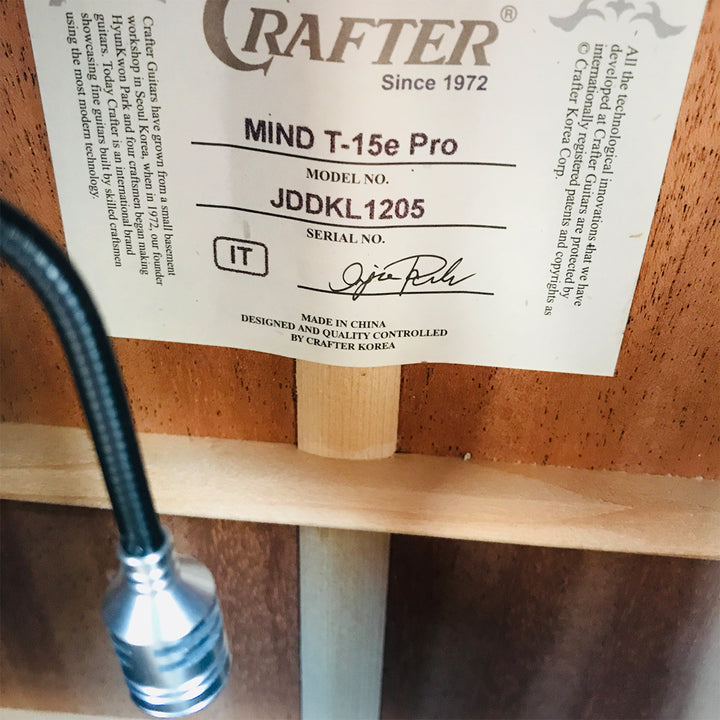 CRAFTER®
Since 1972
MIND T-15e Pro
MODEL NO.
JDDKL1205
SERIAL NO.
IT
MADE IN CHINA
DESIGNED AND QUALITY CONTROLLED
BY CRAFTER KOREA
Crafter Guitars have grown from a small basement
workshop in Seoul Korea, when in 1972, our founder
HyunKwon Park and four craftsmen began making
guitars. Today Crafter is an international brand
showcasing fine guitars built by skilled craftsmen
using the most modern technology.
All the technological innovations that we have
developed at Crafter Guitars are protected by
internationally registered patents and copyrights as
© Crafter Korea Corp.